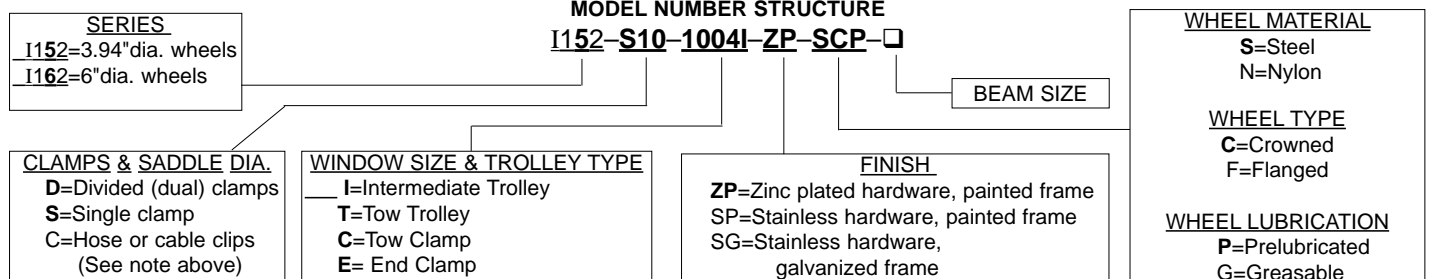 MODEL NUMBER STRUCTURE
I152–S10–1004I–ZP–SCP–❑
SERIES
I152=3.94"dia. wheels
I162=6"dia. wheels
BEAM SIZE
WHEEL MATERIAL
S=Steel
N=Nylon
WHEEL TYPE
C=Crowned
F=Flanged
WHEEL LUBRICATION
P=Prelubricated
G=Greasable
CLAMPS & SADDLE DIA.
D=Divided (dual) clamps
S=Single clamp
C=Hose or cable clips
(See note above)
WINDOW SIZE & TROLLEY TYPE
___ I=Intermediate Trolley
T=Tow Trolley
C=Tow Clamp
E= End Clamp
FINISH
ZP=Zinc plated hardware, painted frame
SP=Stainless hardware, painted frame
SG=Stainless hardware,
galvanized frame